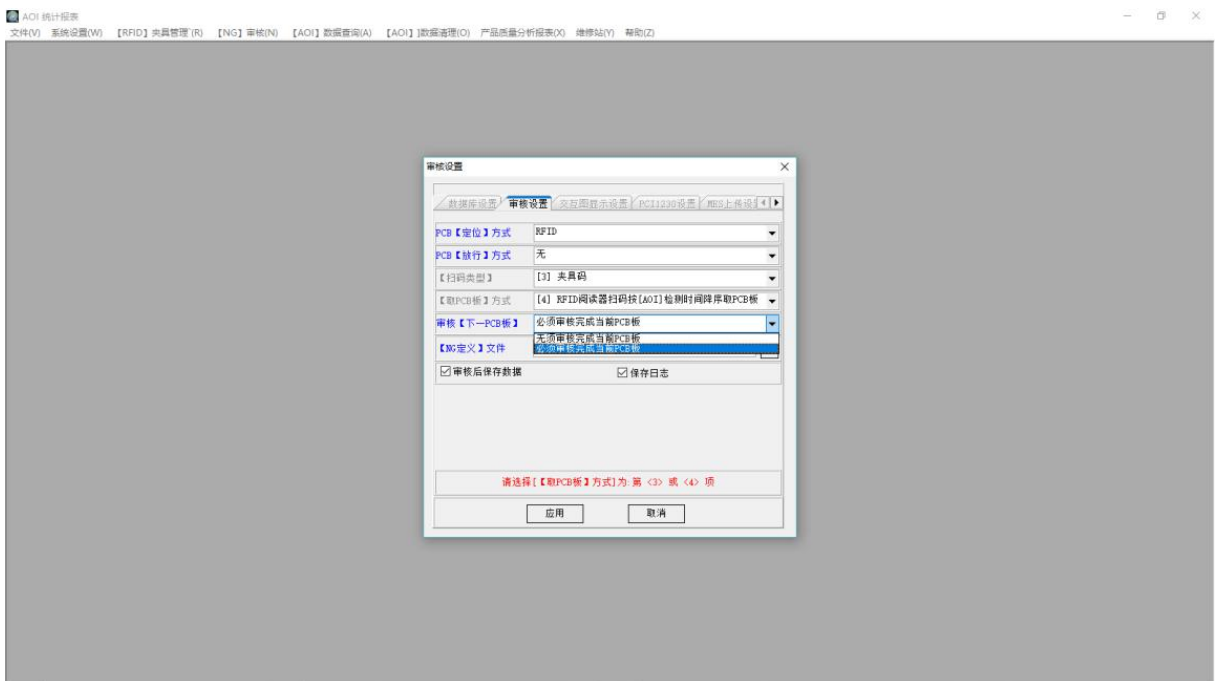 AOI 统计报表
文件(V) 系统设置(W) 【RFID】夹具管理(R) 【NG】审核(N) 【AOI】数据查询(A) 【AOI】]数据清理(O) 产品质量分析报表(X) 维修站(Y) 帮助(Z)
审核设置
数据库设置 审核设置 交互图显示设置 PCI1230设置 MES上传设
PCB【定位】方式 RFID
PCB【放行】方式 无
【扫码类型】 [3] 夹具码
【取PCB板】方式 [4] RFID阅读器扫码按[AOI]检测时间降序取PCB板
审核【下一PCB板】 必须审核完成当前PCB板
无须审核完成当前PCB板
【NG定义】文件 必须审核完成当前PCB板
审核后保存数据 保存日志
请选择[【取PCB板】方式]为:第 <3> 或 <4> 项
应用 取消